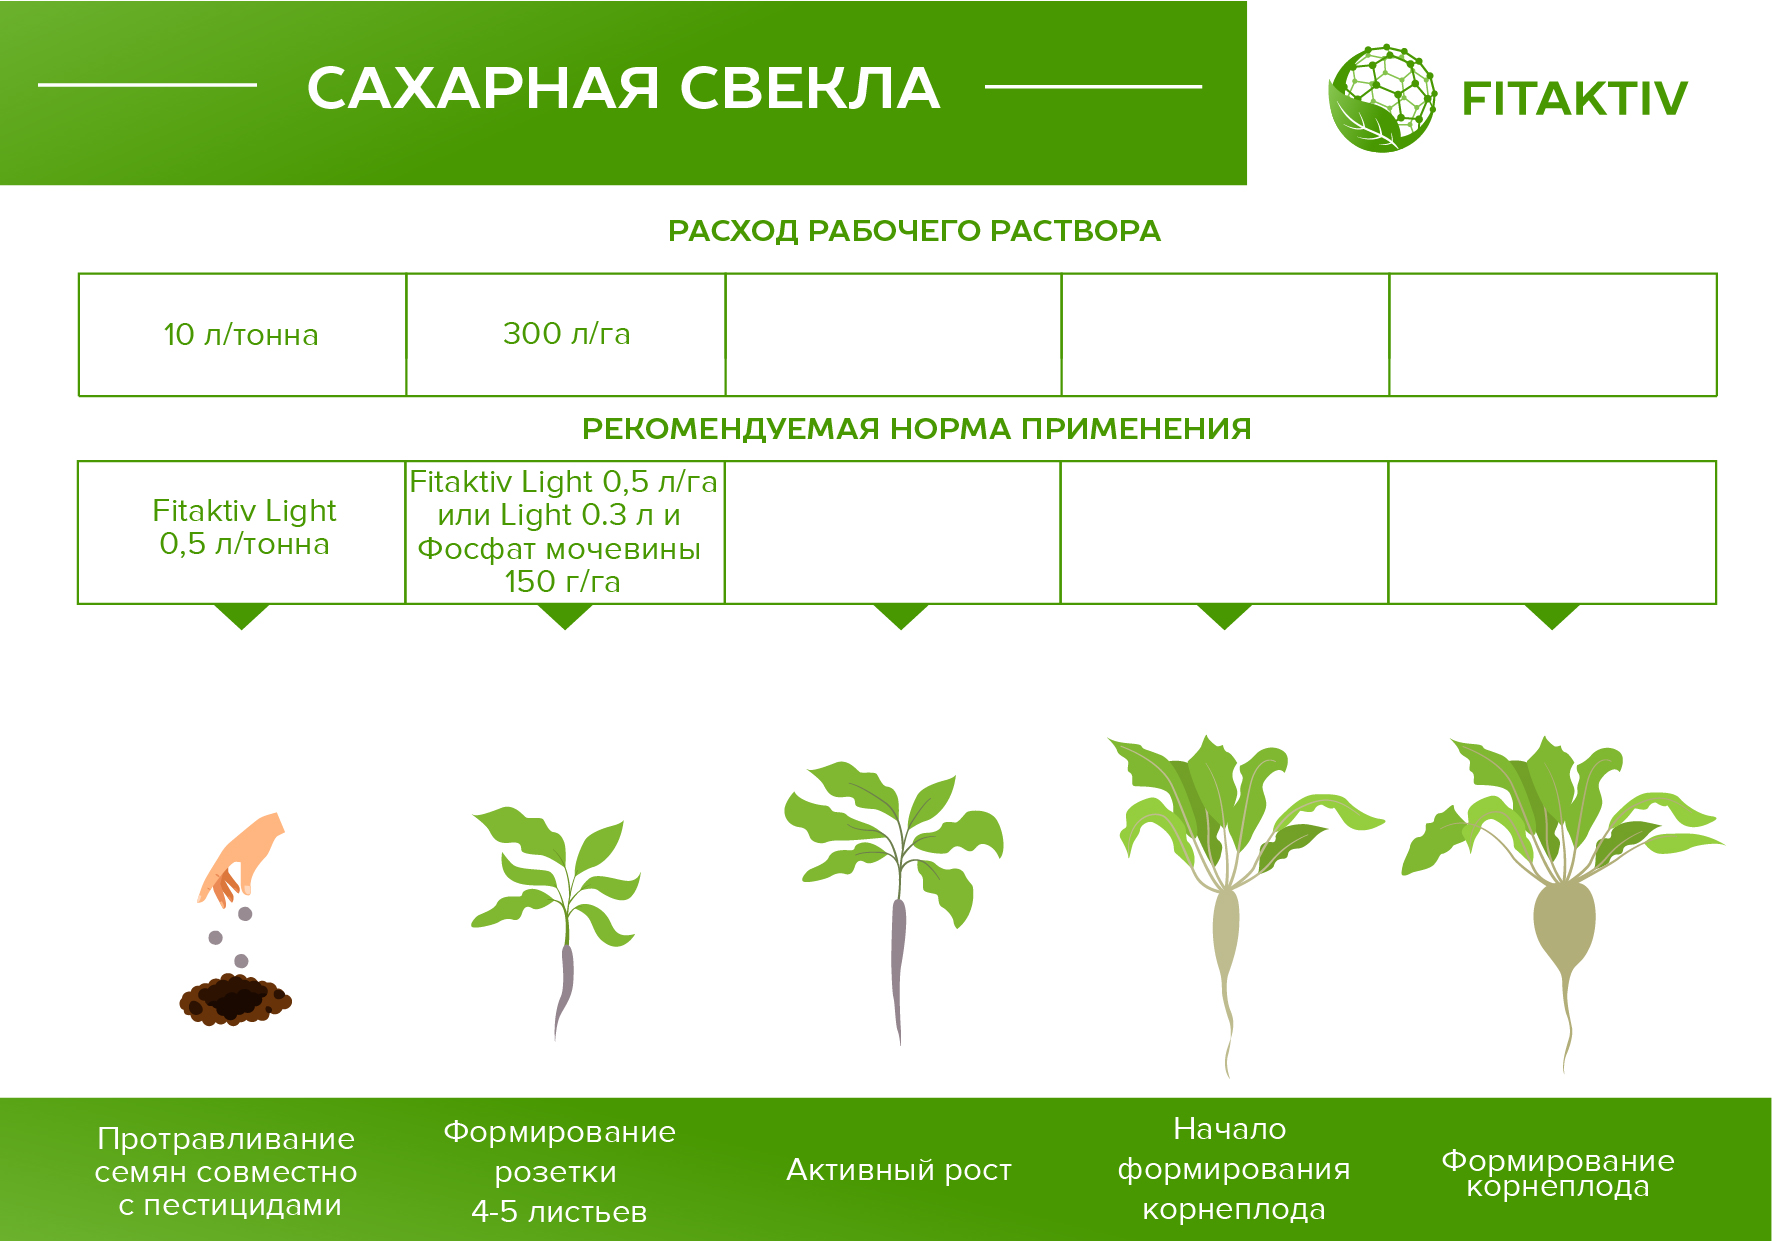 САХАРНАЯ СВЕКЛА
FITAKTIV
РАСХОД РАБОЧЕГО РАСТВОРА
10 л/тонна
300 л/га
РЕКОМЕНДУЕМАЯ НОРМА ПРИМЕНЕНИЯ
Fitaktiv Light
0,5 л/тонна
Fitaktiv Light 0,5 л/га
или Light 0.3 л и
Фосфат мочевины
150 г/га
Протравливание
семян совместно
с пестицидами
Формирование
розетки
4-5 листьев
Активный рост
Начало
формирования
корнеплода
Формирование
корнеплода